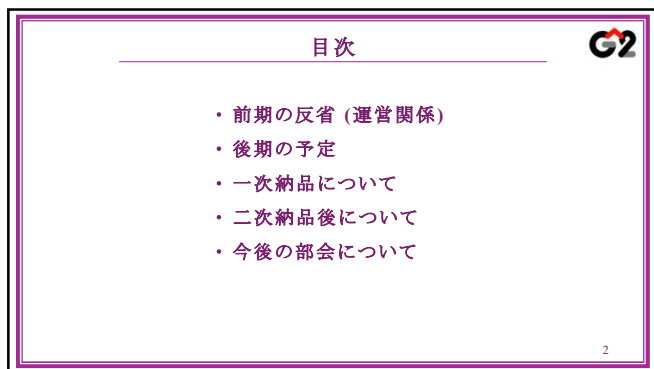 目次
G2
・前期の反省 (運営関係)
・後期の予定
・一次納品について
・二次納品後について
・今後の部会について
2